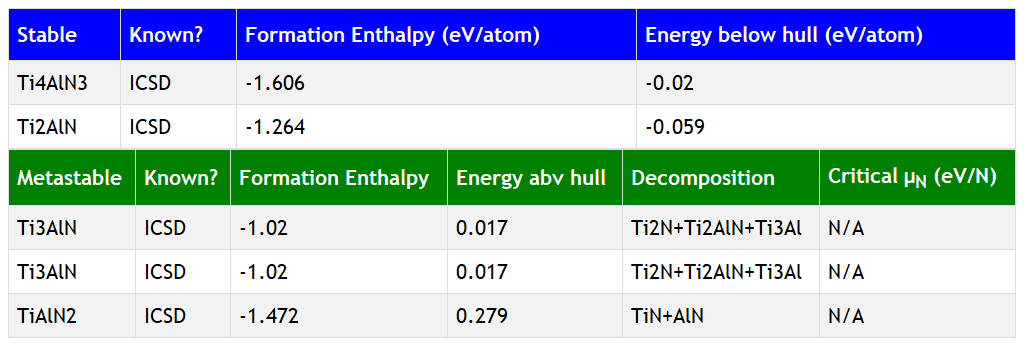 Stable Known? Formation Enthalpy (eV/atom) Energy below hull (eV/atom)
Ti4AlN3 ICSD -1.606 -0.02
Ti2AlN ICSD -1.264 -0.059
Metastable Known? Formation Enthalpy Energy abv hull Decomposition Critical μN (eV/N)
Ti3AlN ICSD -1.02 0.017 Ti2N+Ti2AlN+Ti3Al N/A
Ti3AlN ICSD -1.02 0.017 Ti2N+Ti2AlN+Ti3Al N/A
TiAlN2 ICSD -1.472 0.279 TiN+AlN N/A